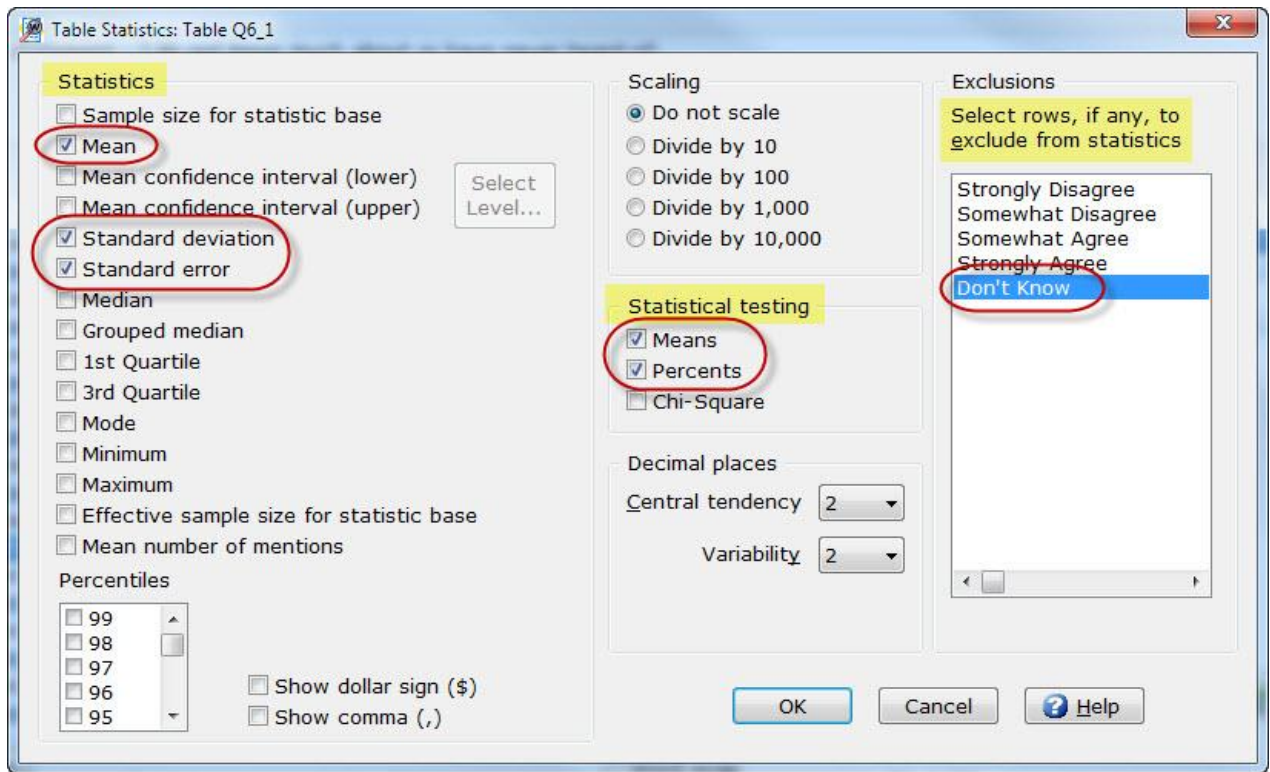 Table Statistics: Table Q6_1
Statistics
Sample size for statistic base
Mean
Mean confidence interval (lower)
Mean confidence interval (upper)
Select
Level...
Standard deviation
Standard error
Median
Grouped median
1st Quartile
3rd Quartile
Mode
Minimum
Maximum
Effective sample size for statistic base
Mean number of mentions
Percentiles
99
98
97
96
95
Show dollar sign ($)
Show comma (,)
Scaling
Do not scale
Divide by 10
Divide by 100
Divide by 1,000
Divide by 10,000
Statistical testing
Means
Percents
Chi-Square
Decimal places
Central tendency 2
Variability 2
Exclusions
Select rows, if any, to
exclude from statistics
Strongly Disagree
Somewhat Disagree
Somewhat Agree
Strongly Agree
Don't Know
OK
Cancel
Help